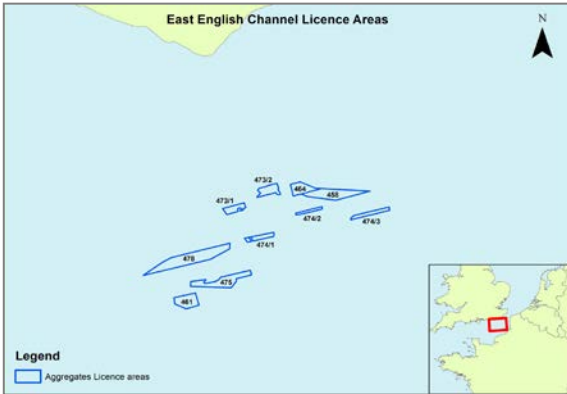 East English Channel Licence Areas
N
473/2
464
458
473/1
474/2
474/3
474/1
478
475
461
Legend
Aggregates Licence areas